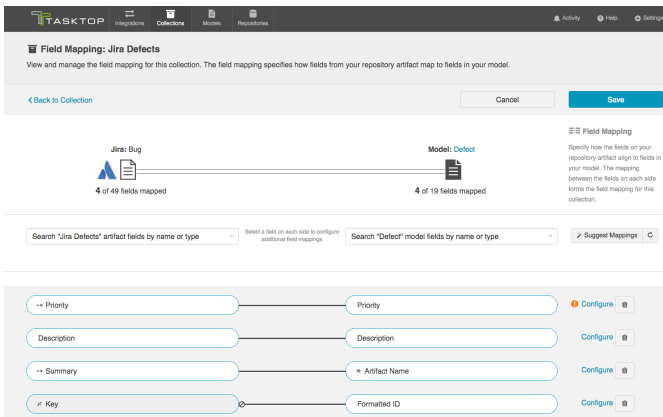 TASKTOP
Integrations
Collections
Models
Repositories
Activity
Help
Settings
Field Mapping: Jira Defects
View and manage the field mapping for this collection. The field mapping specifies how fields from your repository artifact map to fields in your model.
Back to Collection
Cancel
Save
Jira: Bug
4 of 49 fields mapped
Model: Defect
4 of 19 fields mapped
Field Mapping
Specify how the fields on your
repository artifact align to fields in
your model. The mapping
between the fields on each side
forms the field mapping for this
collection.
Search "Jira Defects" artifact fields by name or type
Select a field on each side to configure
additional field mappings
Search "Defect" model fields by name or type
Suggest Mappings
Priority
Priority
Configure
Description
Description
Configure
Summary
Artifact Name
Configure
Key
Formatted ID
Configure